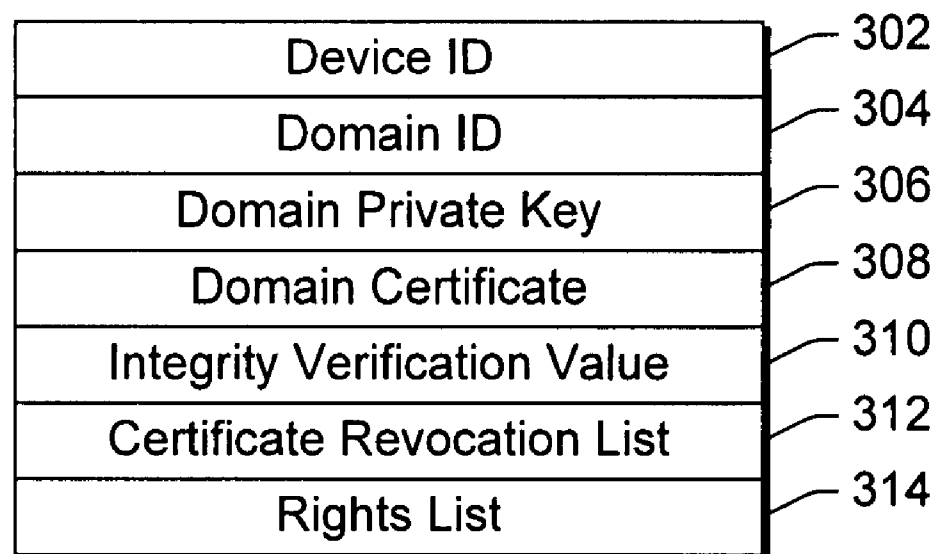 Device ID 302
Domain ID 304
Domain Private Key 306
Domain Certificate 308
Integrity Verification Value 310
Certificate Revocation List 312
Rights List 314